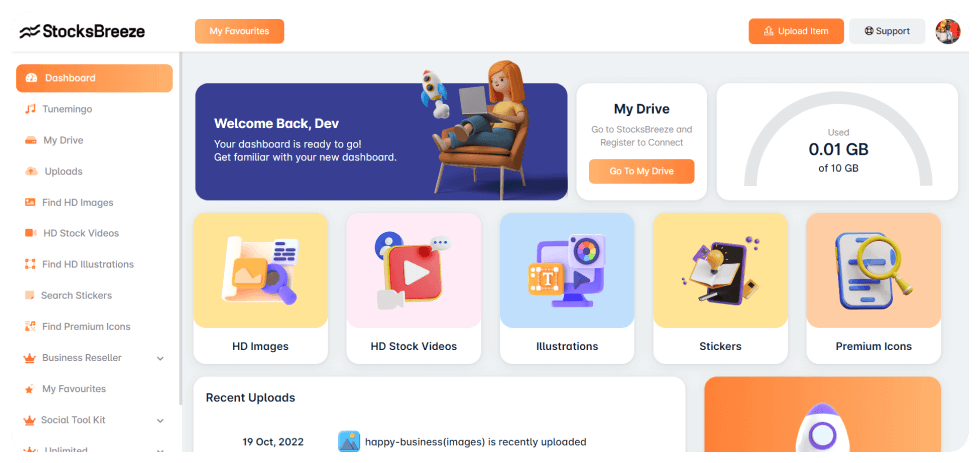 StocksBreeze
My Favourites
Upload Item
Support
Dashboard
Tunemingo
My Drive
Uploads
Find HD Images
HD Stock Videos
Find HD Illustrations
Search Stickers
Find Premium Icons
Business Reseller
My Favourites
Social Tool Kit
Unlimited
Welcome Back, Dev
Your dashboard is ready to go!
Get familiar with your new dashboard.
My Drive
Go to StocksBreeze and
Register to Connect
Go To My Drive
Used
0.01 GB
of 10 GB
T
HD Images
HD Stock Videos
Illustrations
Stickers
Premium Icons
Recent Uploads
19 Oct, 2022
happy-business(images) is recently uploaded